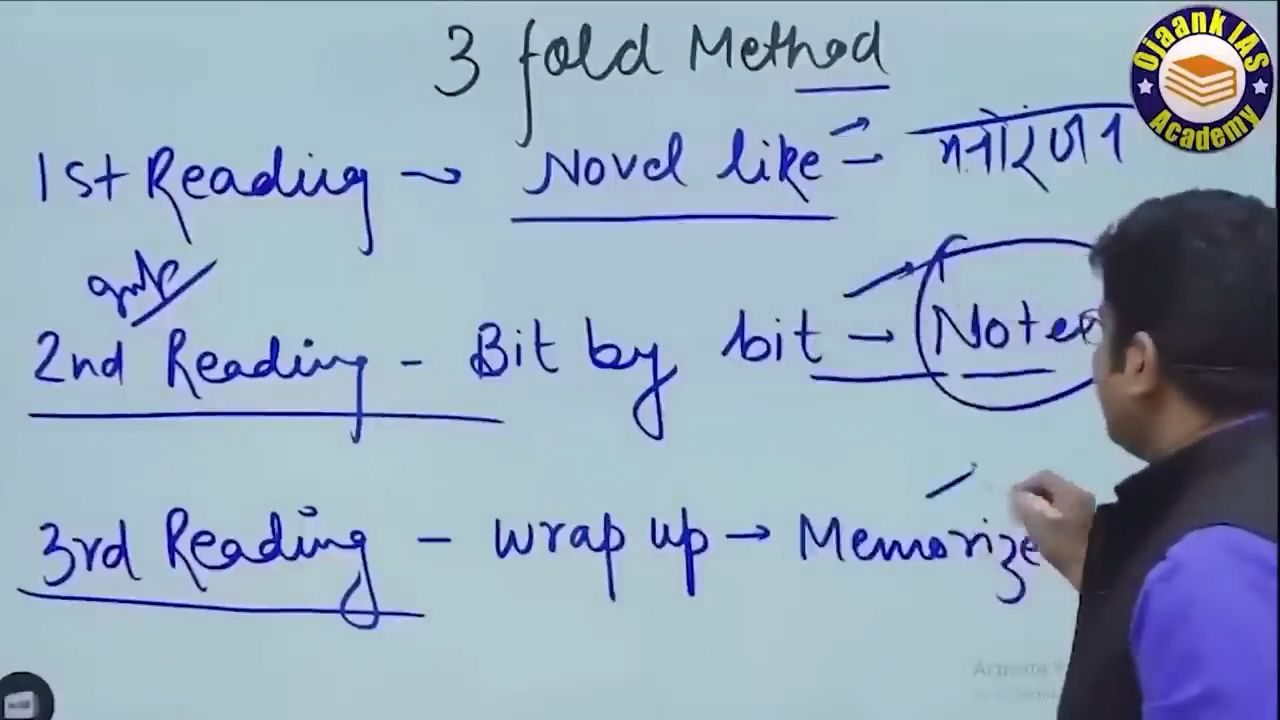 3 fold Method
1st Reading ~ Novel like = मनोरंजन
2nd Reading - Bit by bit - Notes
3rd Reading - wrap up → Memorize
Ojaank IAS
Academy